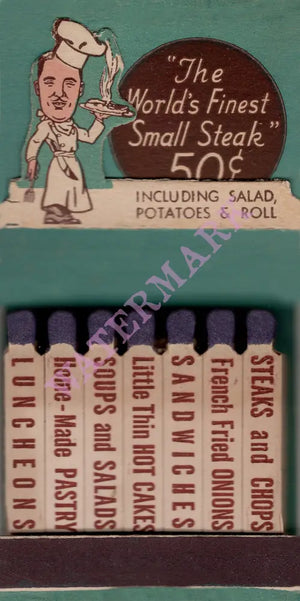 "The
World's Finest
Small Steak"
50¢
INCLUDING SALAD,
POTATOES & ROLL
WATERMARK
LUNCHEONS
Home-Made PASTRY
SOUPS and SALADS
Little Thin HOT CAKES
SANDWICHES
French Fried ONIONS
STEAKS and CHOPS